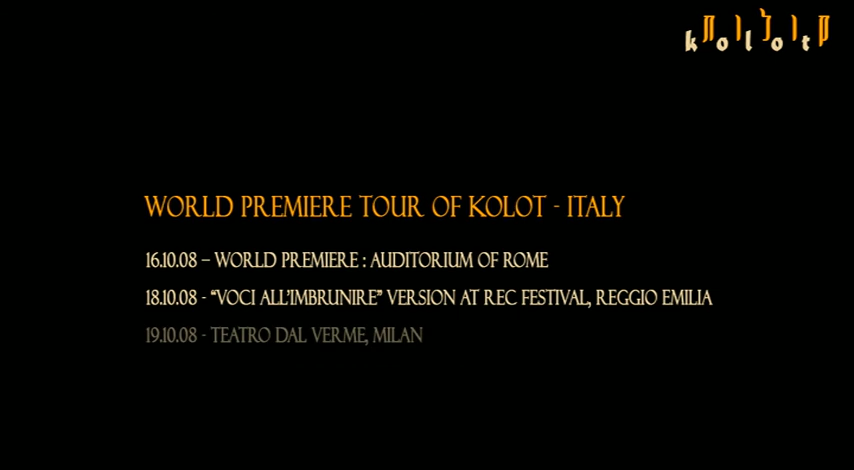 קולות
kolot
WORLD PREMIERE TOUR OF KOLOT - ITALY
16.10.08 – WORLD PREMIERE : AUDITORIUM OF ROME
18.10.08 - “VOCI ALL’IMBRUNIRE” VERSION AT REC FESTIVAL, REGGIO EMILIA
19.10.08 - TEATRO DAL VERME, MILAN